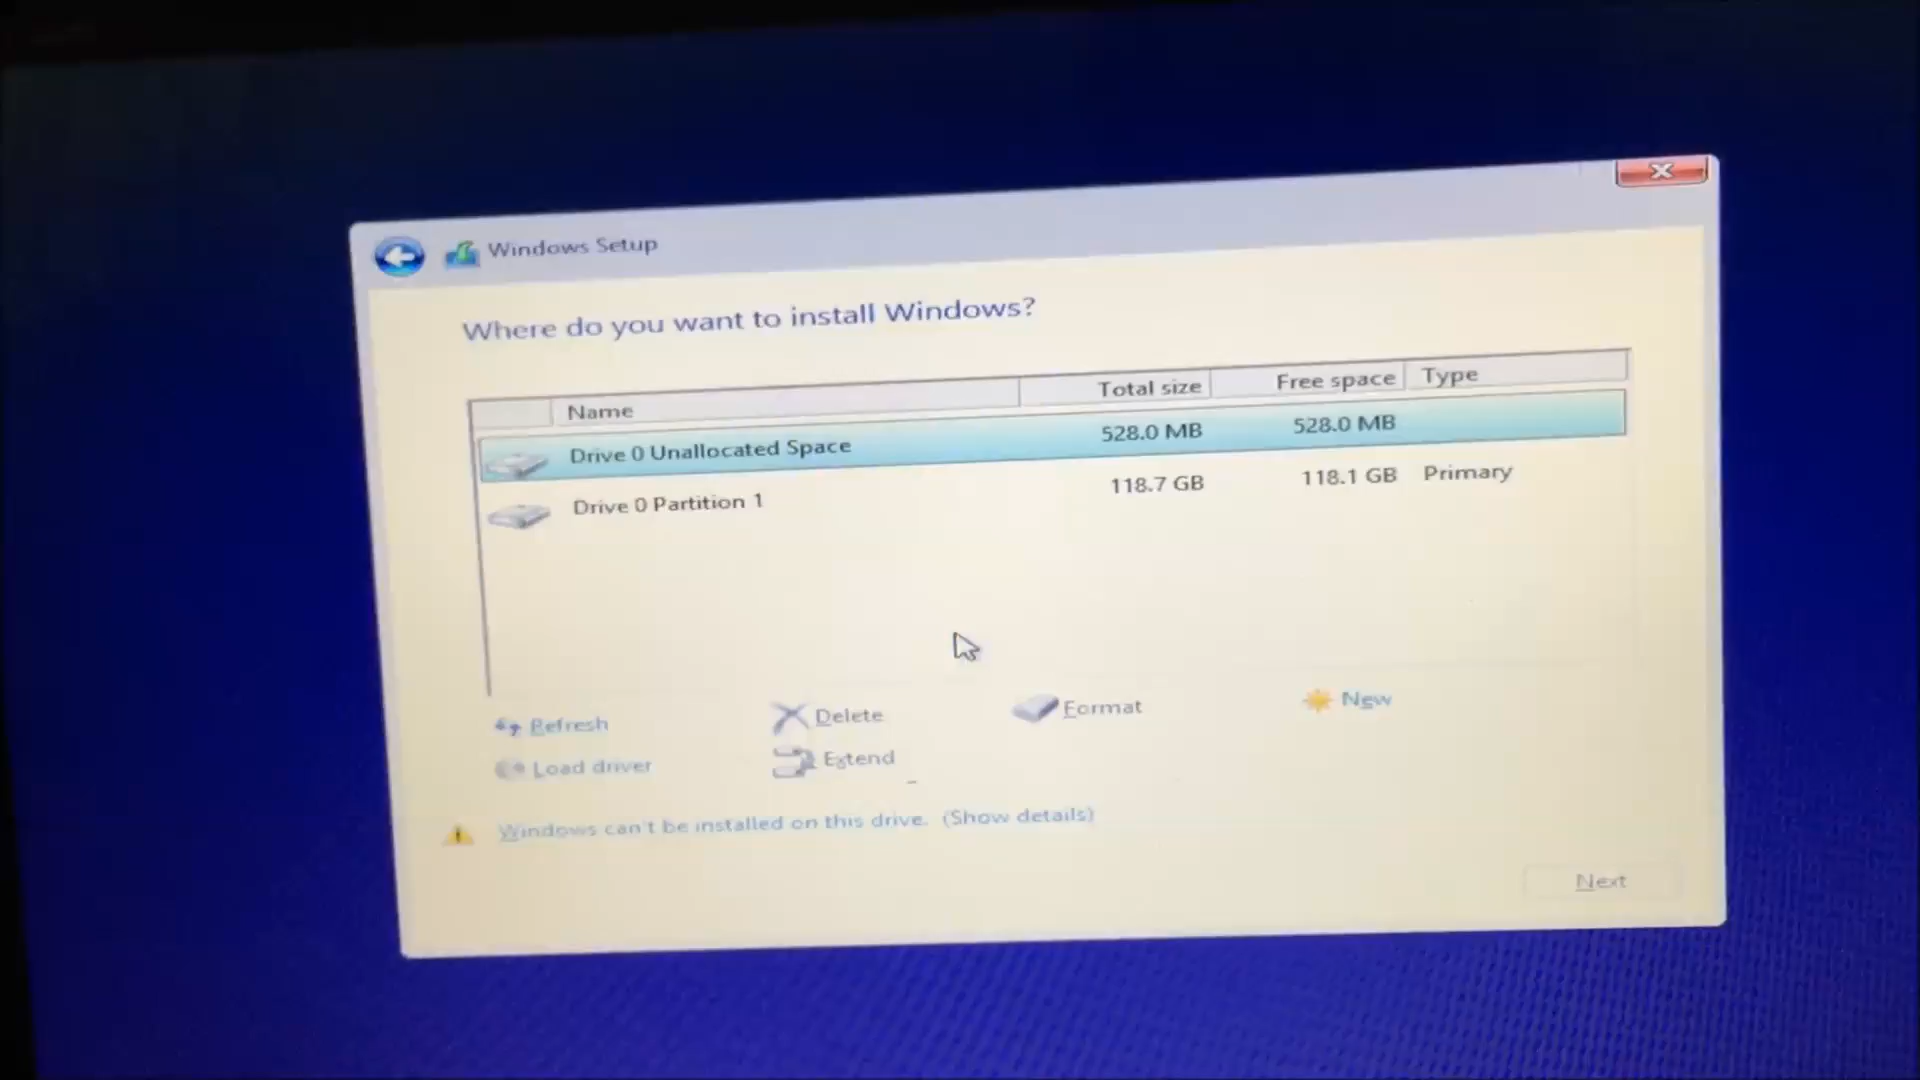 Windows Setup
Where do you want to install Windows?
Name Total size Free space Type
Drive 0 Unallocated Space 528.0 MB 528.0 MB
Drive 0 Partition 1 118.7 GB 118.1 GB Primary
Refresh Delete Format New
Load driver Extend
Windows can't be installed on this drive. (Show details)
Next